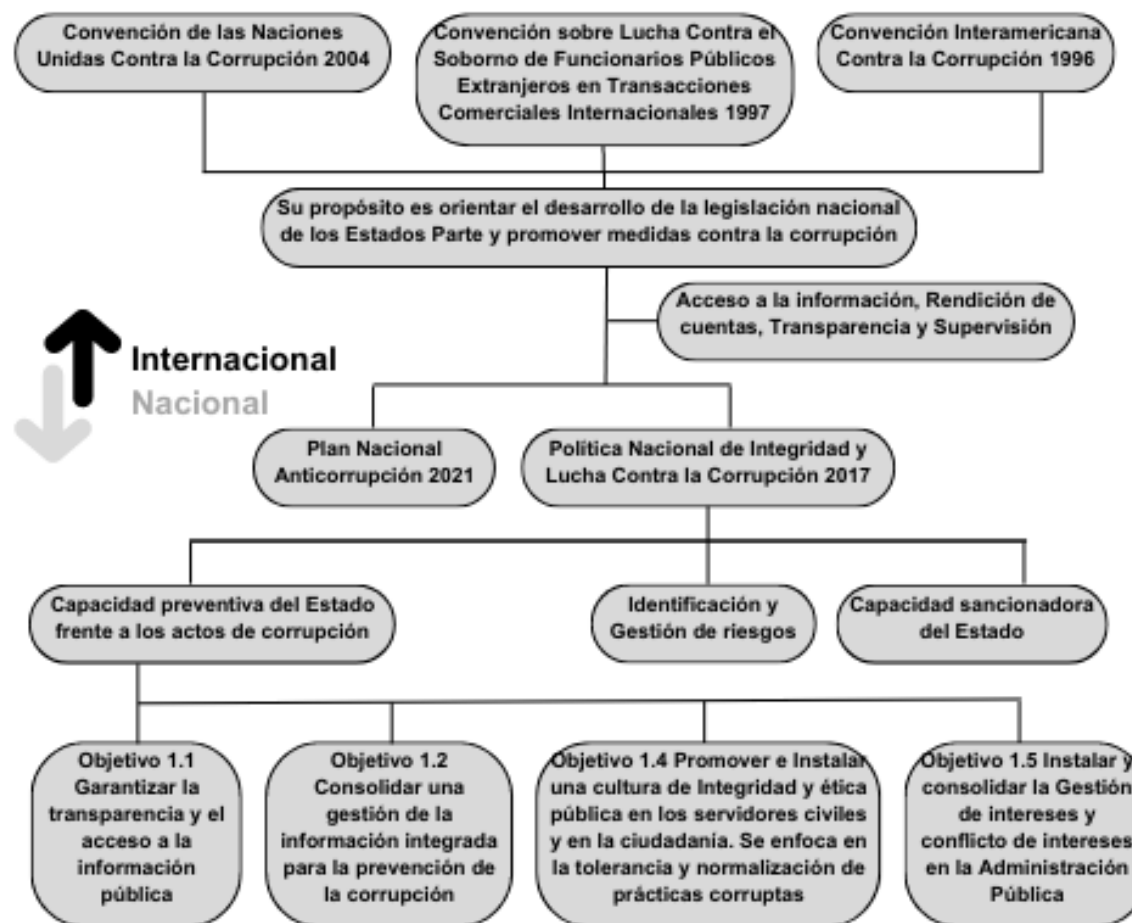 Convención de las Naciones
Unidas Contra la Corrupción 2004
Convención sobre Lucha Contra el
Soborno de Funcionarios Públicos
Extranjeros en Transacciones
Comerciales Internacionales 1997
Convención Interamericana
Contra la Corrupción 1996
Su propósito es orientar el desarrollo de la legislación nacional
de los Estados Parte y promover medidas contra la corrupción
Acceso a la información, Rendición de
cuentas, Transparencia y Supervisión
Internacional
Nacional
Plan Nacional
Anticorrupción 2021
Política Nacional de Integridad y
Lucha Contra la Corrupción 2017
Capacidad preventiva del Estado
frente a los actos de corrupción
Identificación y
Gestión de riesgos
Capacidad sancionadora
del Estado
Objetivo 1.1
Garantizar la
transparencia y el
acceso a la
información
pública
Objetivo 1.2
Consolidar una
gestión de la
información integrada
para la prevención de
la corrupción
Objetivo 1.4 Promover e Instalar
una cultura de Integridad y ética
pública en los servidores civiles
y en la ciudadanía. Se enfoca en
la tolerancia y normalización de
prácticas corruptas
Objetivo 1.5 Instalar y
consolidar la Gestión
de intereses y
conflicto de intereses
en la Administración
Pública